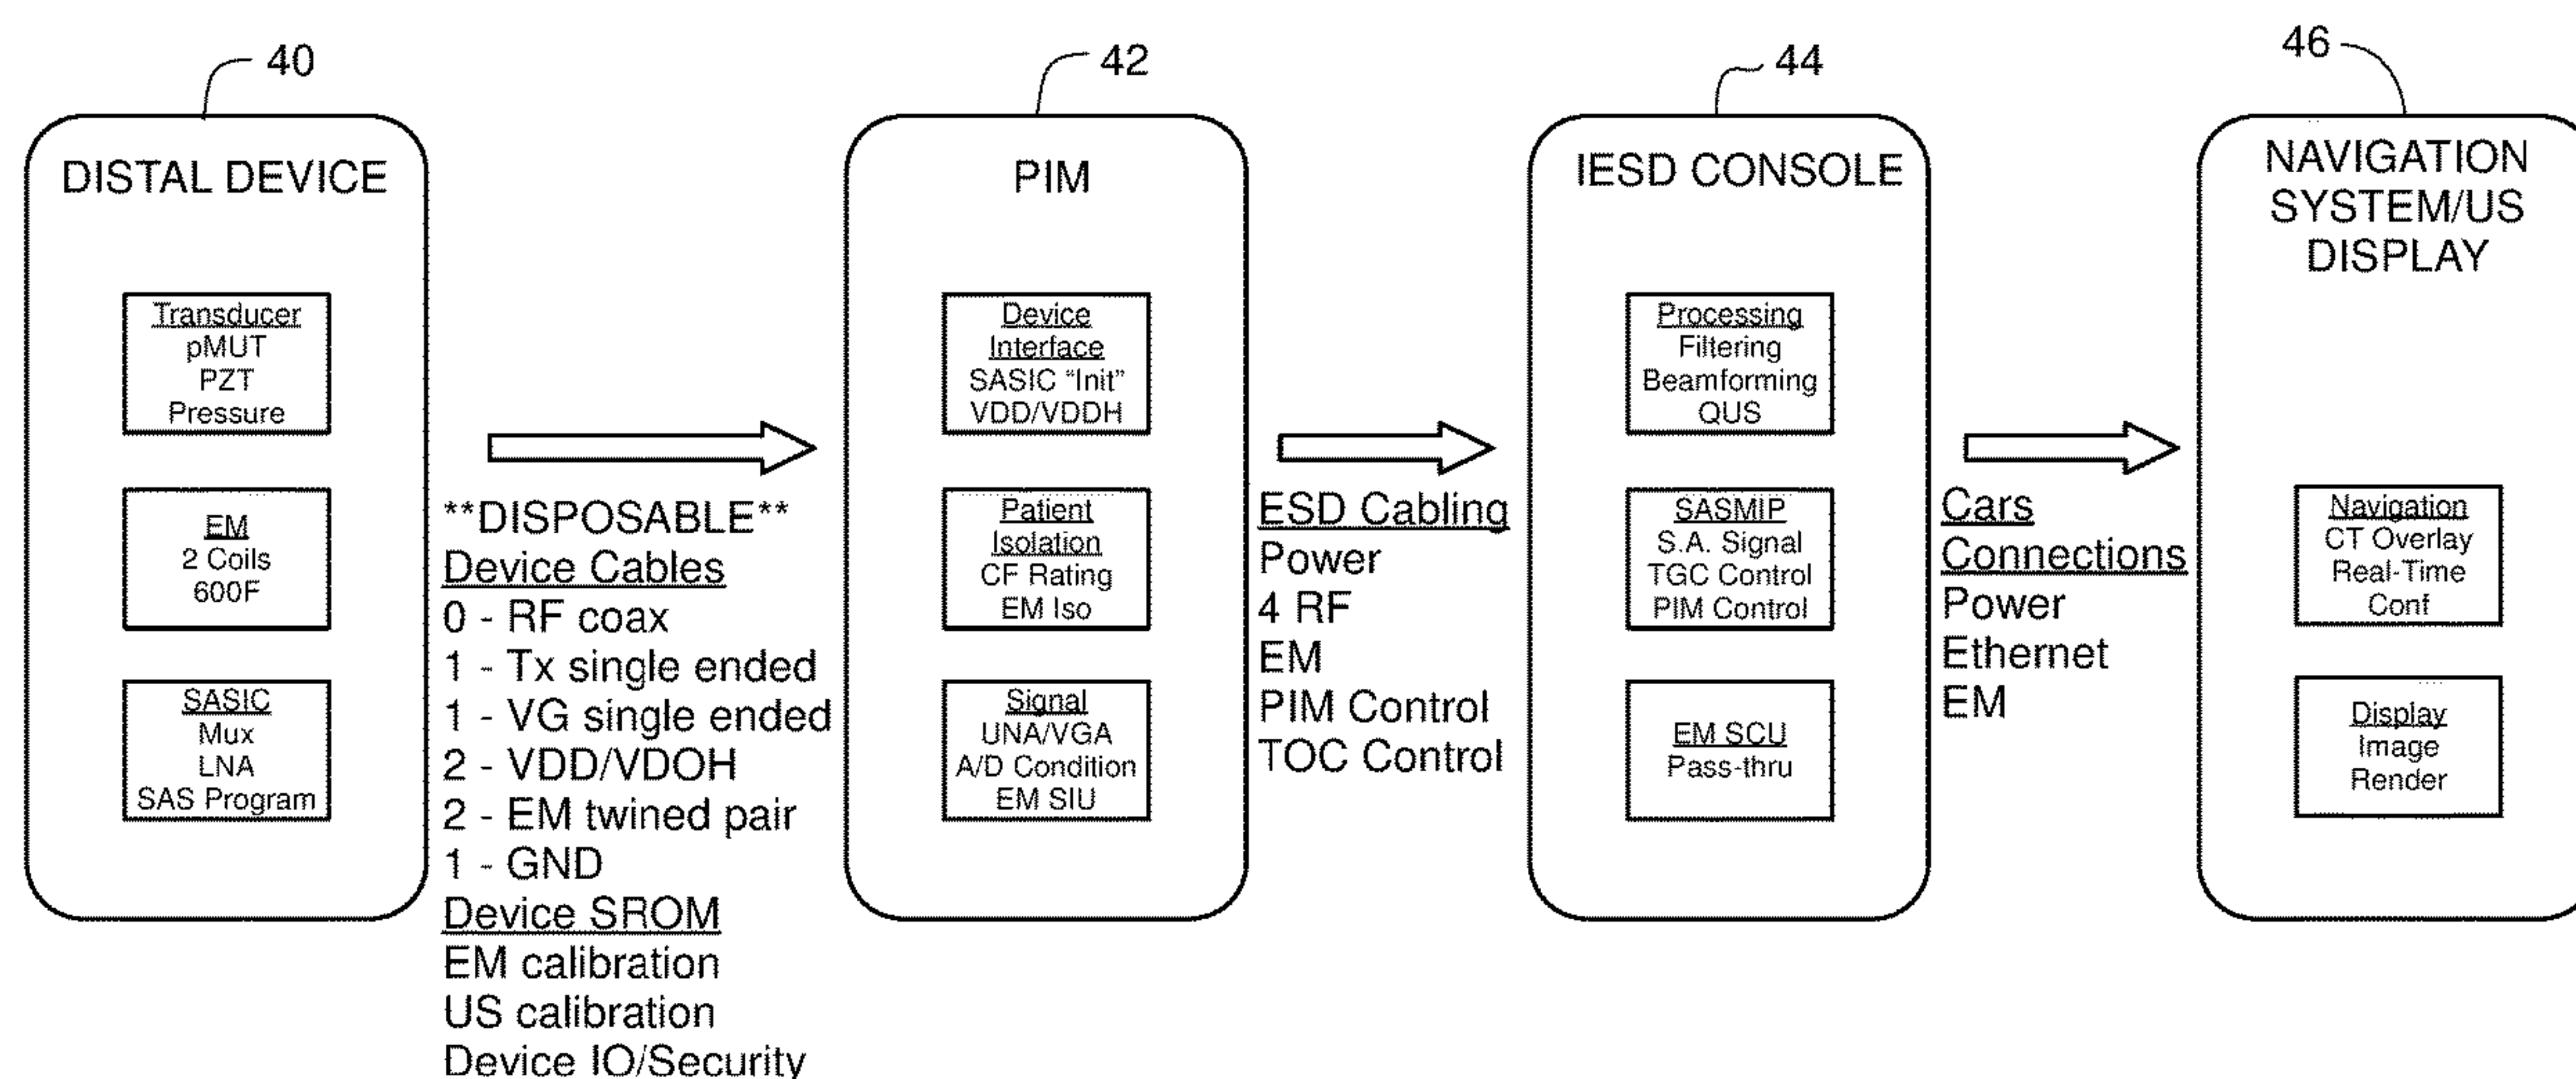 40
DISTAL DEVICE
Transducer
pMUT
PZT
Pressure
EM
2 Coils
600F
SASIC
Mux
LNA
SAS Program
**DISPOSABLE**
Device Cables
0 - RF coax
1 - Tx single ended
1 - VG single ended
2 - VDD/VDOH
2 - EM twined pair
1 - GND
Device SROM
EM calibration
US calibration
Device IO/Security
42
PIM
Device
Interface
SASIC “Init”
VDD/VDDH
Patient
Isolation
CF Rating
EM Iso
Signal
UNA/VGA
A/D Condition
EM SIU
ESD Cabling
Power
4 RF
EM
PIM Control
TOC Control
44
IESD CONSOLE
Processing
Filtering
Beamforming
QUS
SASMIP
S.A. Signal
TGC Control
PIM Control
EM SCU
Pass-thru
Cars
Connections
Power
Ethernet
EM
46
NAVIGATION
SYSTEM/US
DISPLAY
Navigation
CT Overlay
Real-Time
Conf
Display
Image
Render